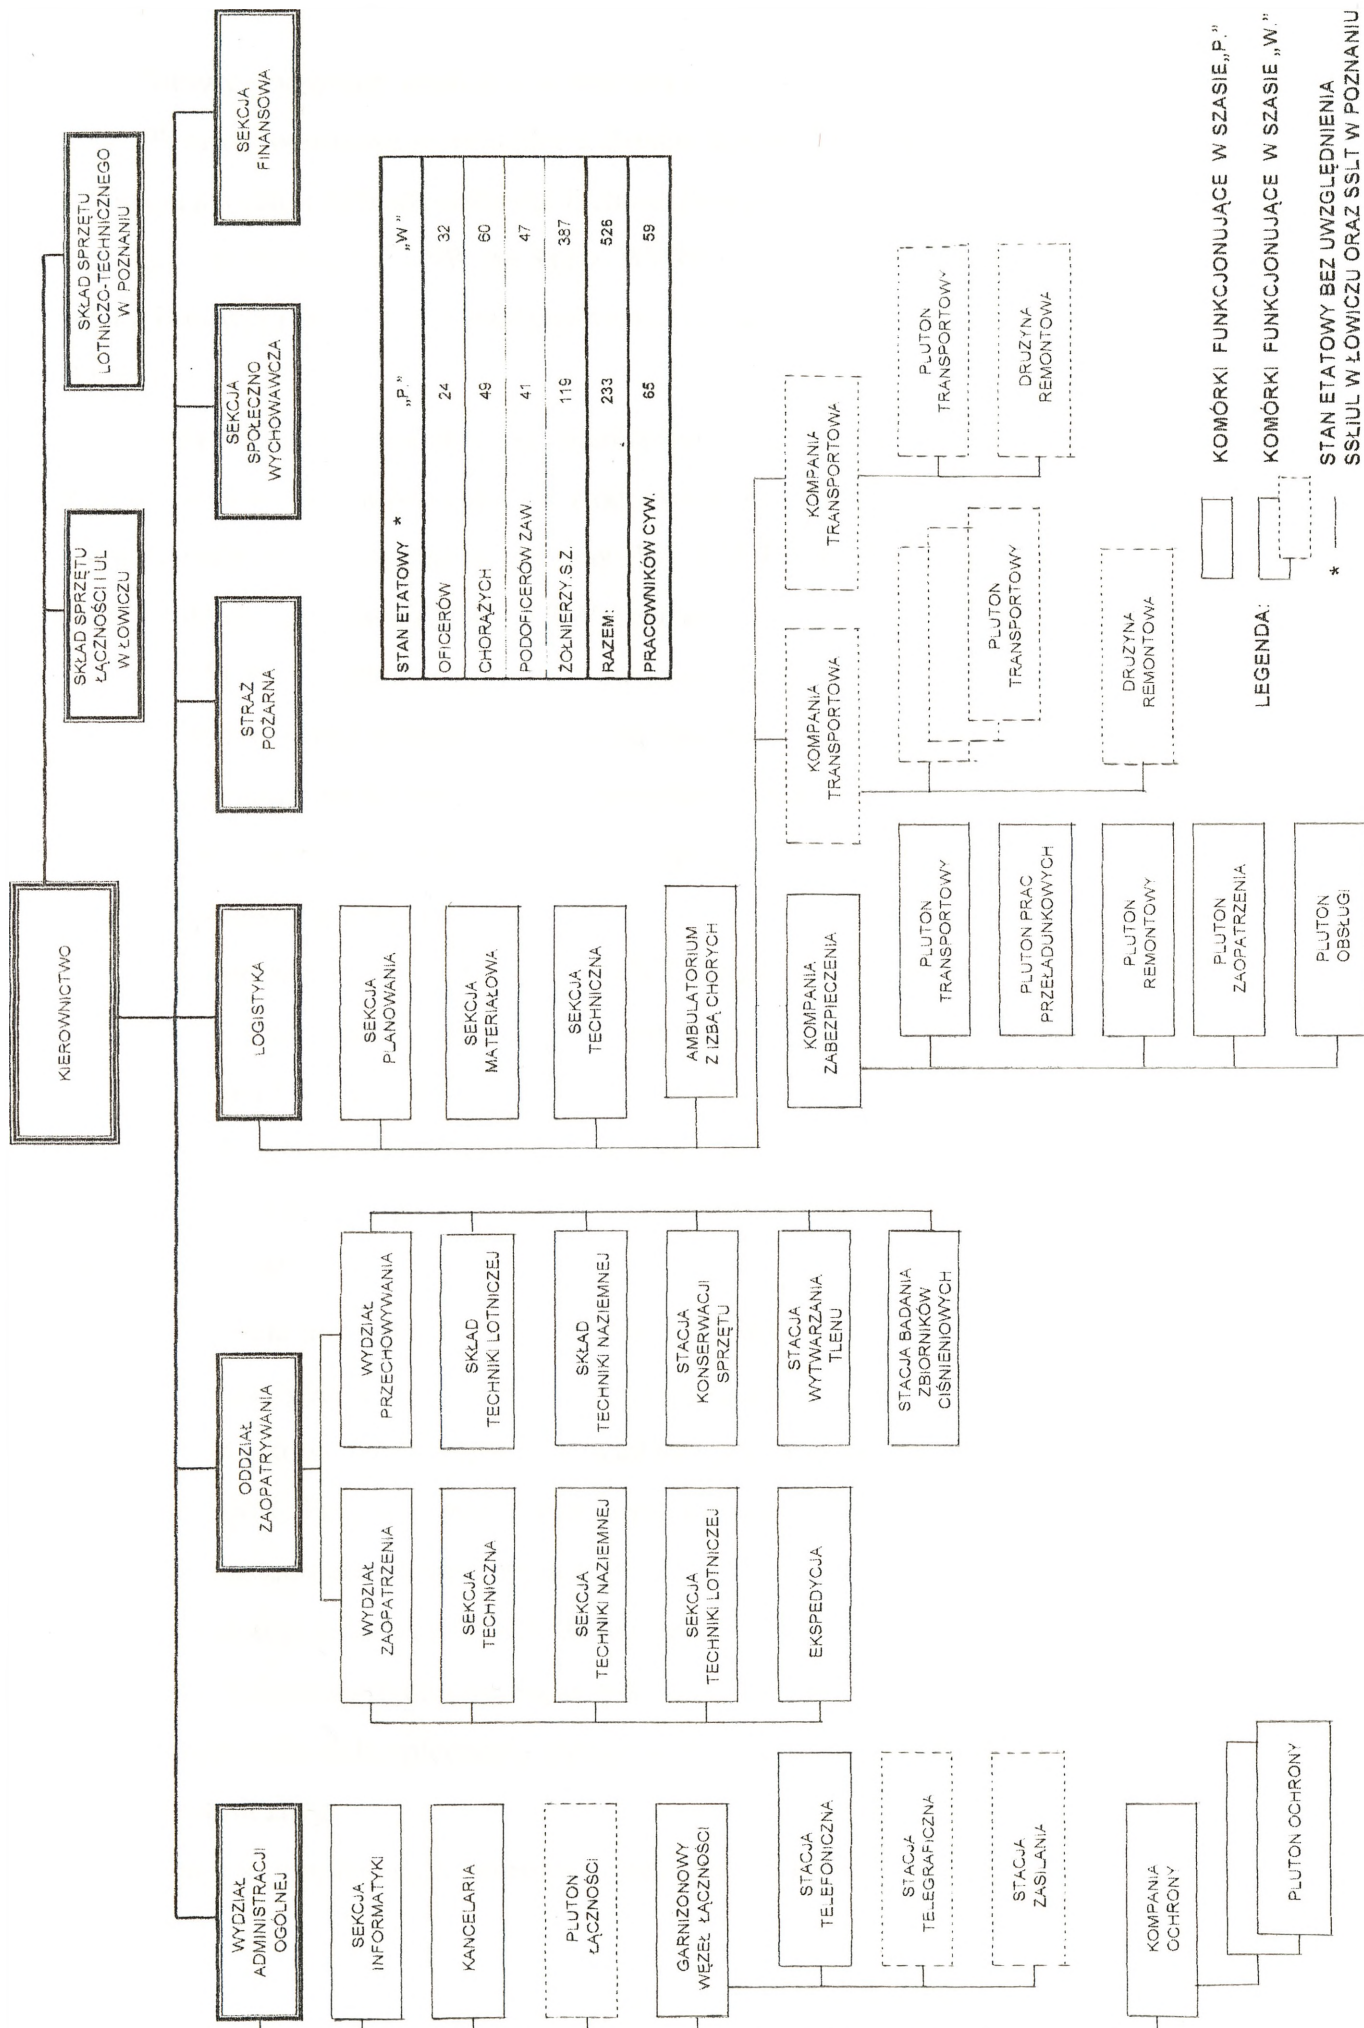 KIEROWNICTWO
SKŁAD SPRZĘTU
ŁĄCZNOŚCI I UL
W ŁOWICZU
SKŁAD SPRZĘTU
LOTNICZO-TECHNICZNEGO
W POZNANIU
WYDZIAŁ
ADMINISTRACJI
OGÓLNEJ
ODDZIAŁ
ZAOPATRYWANIA
LOGISTYKA
STRAŻ
POŻARNA
SEKCJA
SPOŁECZNO
WYCHOWAWCZA
SEKCJA
FINANSOWA
SEKCJA
INFORMATYKI
KANCELARIA
PLUTON
ŁĄCZNOŚCI
GARNIZONOWY
WĘZEŁ ŁĄCZNOŚCI
STACJA
TELEFONICZNA
STACJA
TELEGRAFICZNA
STACJA
ZASILANIA
KOMPANIA
OCHRONY
PLUTON OCHRONY
WYDZIAŁ
ZAOPATRZENIA
SEKCJA
TECHNICZNA
SEKCJA
TECHNIKI NAZIEMNEJ
SEKCJA
TECHNIKI LOTNICZEJ
EKSPEDYCJA
WYDZIAŁ
PRZECHOWYWANIA
SKŁAD
TECHNIKI LOTNICZEJ
SKŁAD
TECHNIKI NAZIEMNEJ
STACJA
KONSERWACJI
SPRZĘTU
STACJA
WYTWARZANIA
TLENU
STACJA BADANIA
ZBIORNIKÓW
CIŚNIENIOWYCH
SEKCJA
PLANOWANIA
SEKCJA
MATERIAŁOWA
SEKCJA
TECHNICZNA
AMBULATORIUM
Z IZBĄ CHORYCH
KOMPANIA
ZABEZPIECZENIA
PLUTON
TRANSPORTOWY
PLUTON PRAC
PRZEŁADUNKOWYCH
PLUTON
REMONTOWY
PLUTON
ZAOPATRZENIA
PLUTON
OBSŁUGI
KOMPANIA
TRANSPORTOWA
PLUTON
TRANSPORTOWY
DRUŻYNA
REMONTOWA
KOMPANIA
TRANSPORTOWA
PLUTON
TRANSPORTOWY
DRUŻYNA
REMONTOWA
STAN ETATOWY * „P.” „W”
OFICERÓW 24 32
CHORĄŻYCH 49 60
PODOFICERÓW ZAW. 41 47
ŻOŁNIERZY.S.Z. 119 387
RAZEM: 233 526
PRACOWNIKÓW CYW. 65 59
LEGENDA:
KOMÓRKI FUNKCJONUJĄCE W SZASIE „P.”
KOMÓRKI FUNKCJONUJĄCE W SZASIE „W.”
* STAN ETATOWY BEZ UWZGLĘDNIENIA
SSŁIUL W ŁOWICZU ORAZ SSLT W POZNANIU